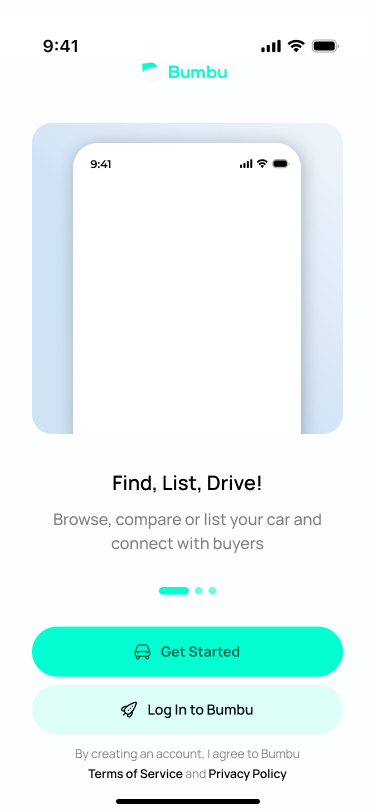 9:41
Bumbu
9:41
Find, List, Drive!
Browse, compare or list your car and
connect with buyers
Get Started
Log In to Bumbu
By creating an account, I agree to Bumbu
Terms of Service and Privacy Policy